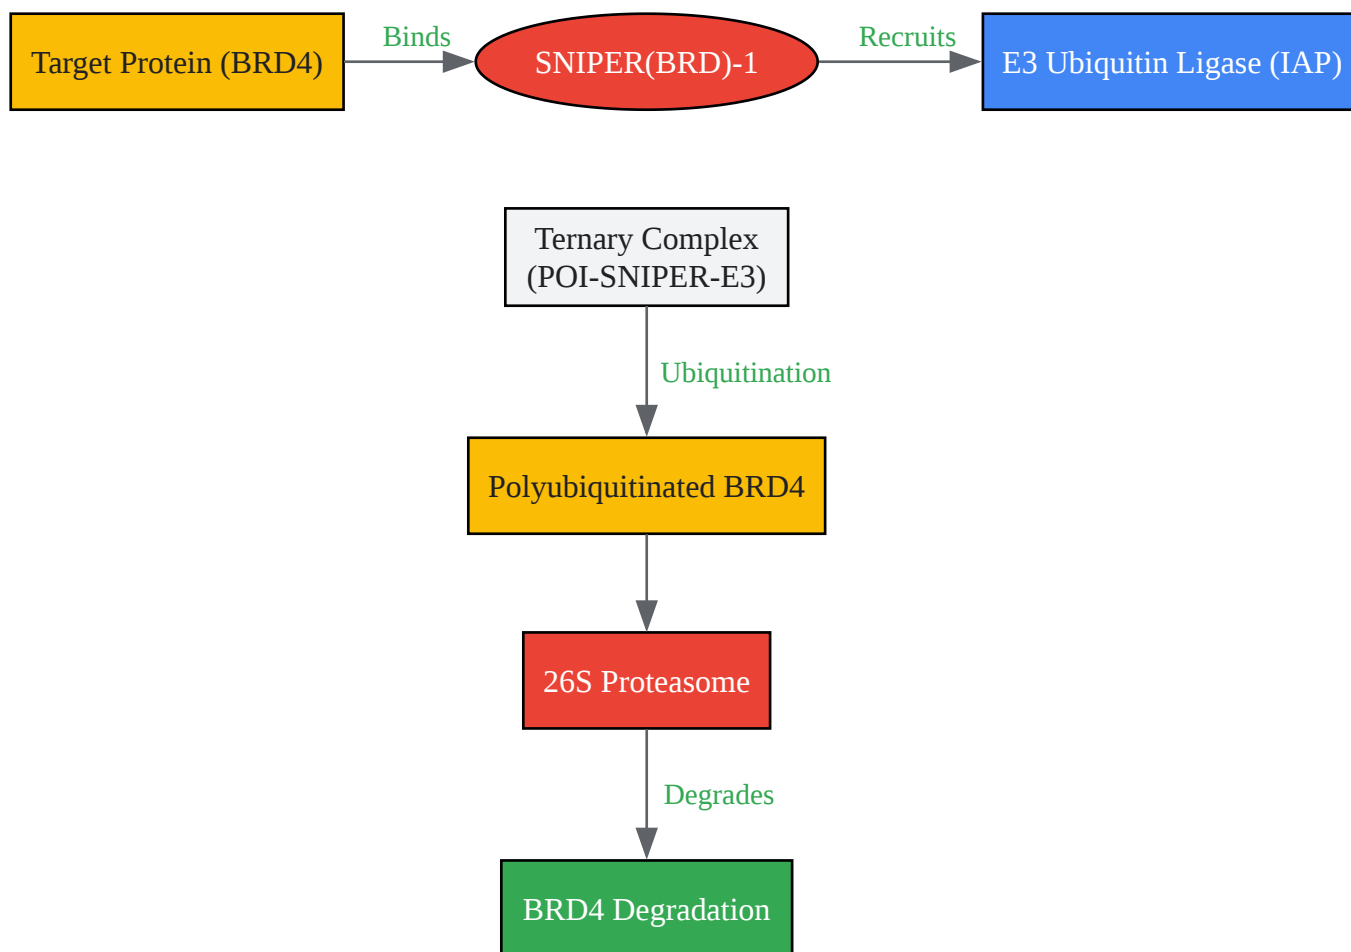 Target Protein (BRD4)
Binds
SNIPER(BRD)-1
Recruits
E3 Ubiquitin Ligase (IAP)
Ternary Complex
(POI-SNIPER-E3)
Ubiquitination
Polyubiquitinated BRD4
26S Proteasome
Degrades
BRD4 Degradation